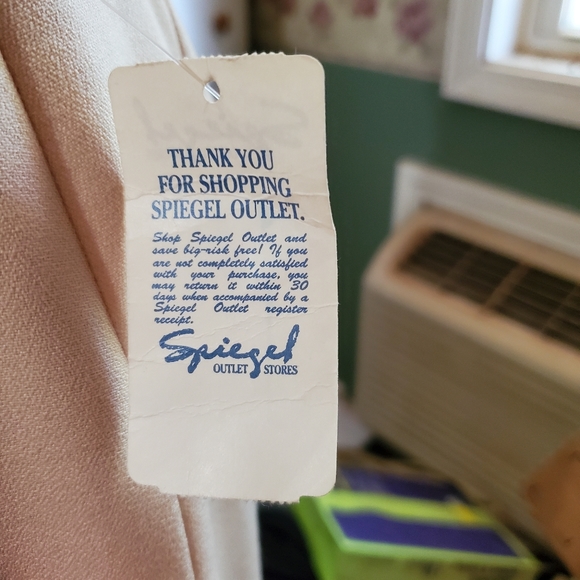 THANK YOU
FOR SHOPPING
SPIEGEL OUTLET.
Shop Spiegel Outlet and
save big-risk free! If you
are not completely satisfied
with your purchase, you
may return it within 30
days when accompanied by a
Spiegel Outlet register
receipt.
Spiegel
OUTLET STORES